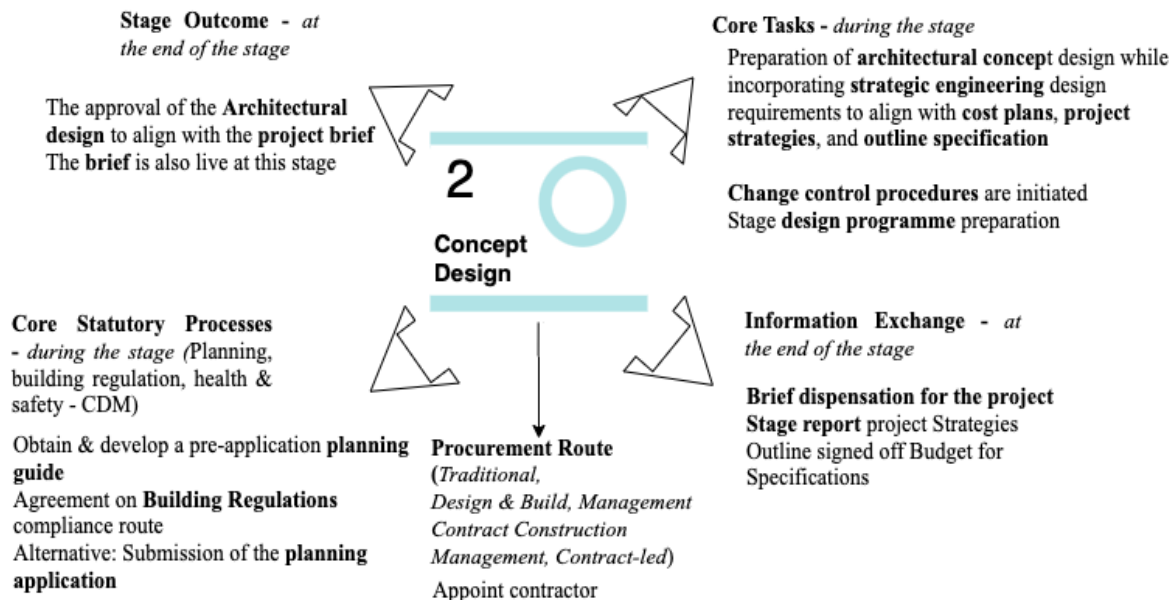 Stage Outcome - at
the end of the stage
The approval of the Architectural
design to align with the project brief
The brief is also live at this stage
Core Tasks - during the stage
Preparation of architectural concept design while
incorporating strategic engineering design
requirements to align with cost plans, project
strategies, and outline specification
Change control procedures are initiated
Stage design programme preparation
2
Concept
Design
Core Statutory Processes
- during the stage (Planning,
building regulation, health &
safety - CDM)
Obtain & develop a pre-application planning
guide
Agreement on Building Regulations
compliance route
Alternative: Submission of the planning
application
Procurement Route
(Traditional,
Design & Build, Management
Contract Construction
Management, Contract-led)
Appoint contractor
Information Exchange - at
the end of the stage
Brief dispensation for the project
Stage report project Strategies
Outline signed off Budget for
Specifications